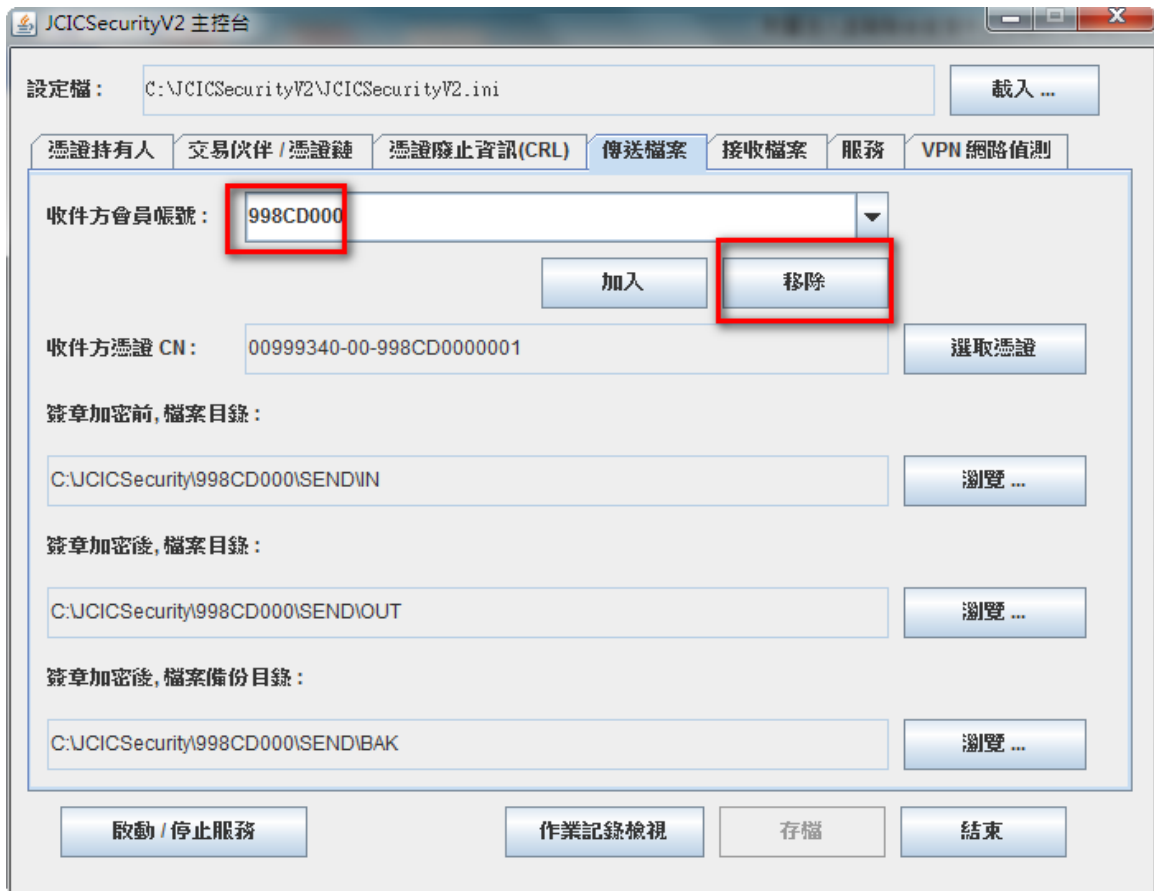 JCICSecurityV2 主控台
設定檔： C:\JCICSecurityV2\JCICSecurityV2.ini 載入 ...
憑證持有人 交易伙伴 / 憑證鏈 憑證廢止資訊(CRL) 傳送檔案 接收檔案 服務 VPN 網路偵測
收件方會員帳號： 998CD000
加入 移除
收件方憑證 CN： 00999340-00-998CD0000001 選取憑證
簽章加密前, 檔案目錄：
C:\JCICSecurity\998CD000\SEND\IN 瀏覽 ...
簽章加密後, 檔案目錄：
C:\JCICSecurity\998CD000\SEND\OUT 瀏覽 ...
簽章加密後, 檔案備份目錄：
C:\JCICSecurity\998CD000\SEND\BAK 瀏覽 ...
啟動 / 停止服務 作業記錄檢視 存檔 結束